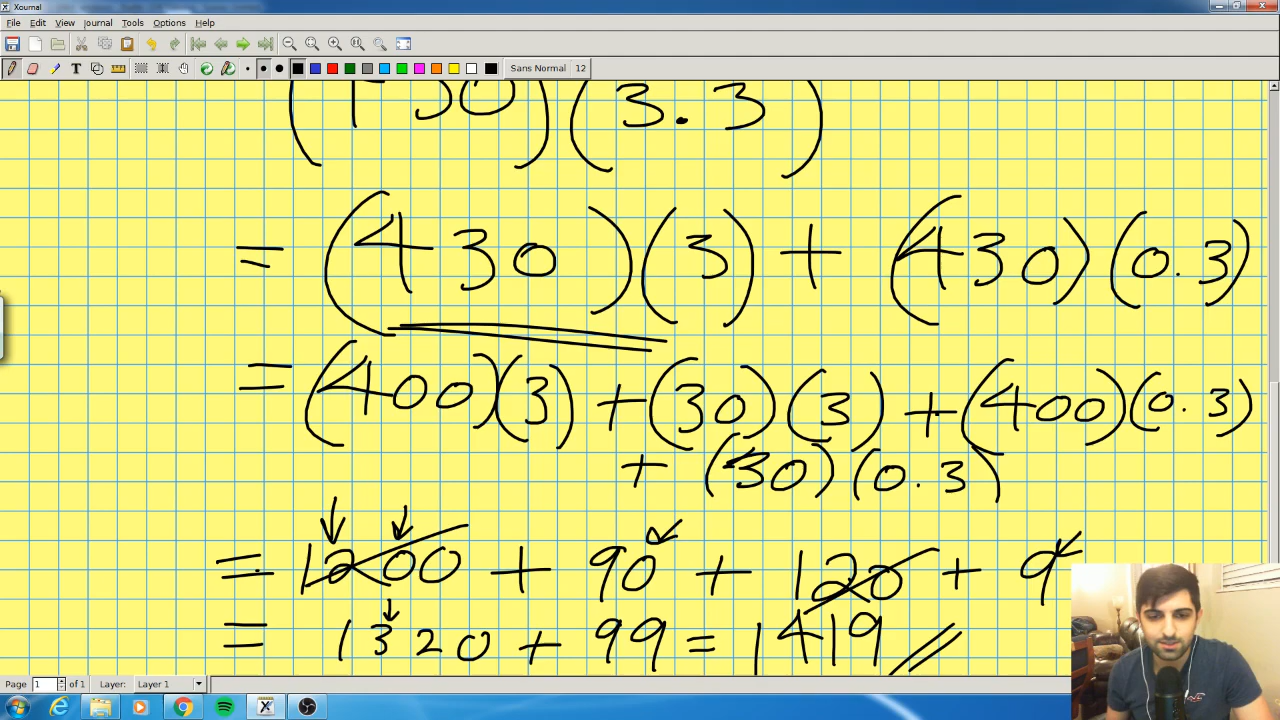 Xournal
File Edit View Journal Tools Options Help
Sans Normal 12
(430)(3.3)
= (430)(3) + (430)(0.3)
= (400)(3) + (30)(3) + (400)(0.3)
+ (30)(0.3)
= 1200 + 90 + 120 + 9
= 1320 + 99 = 1419
Page 1 of 1 Layer: Layer 1